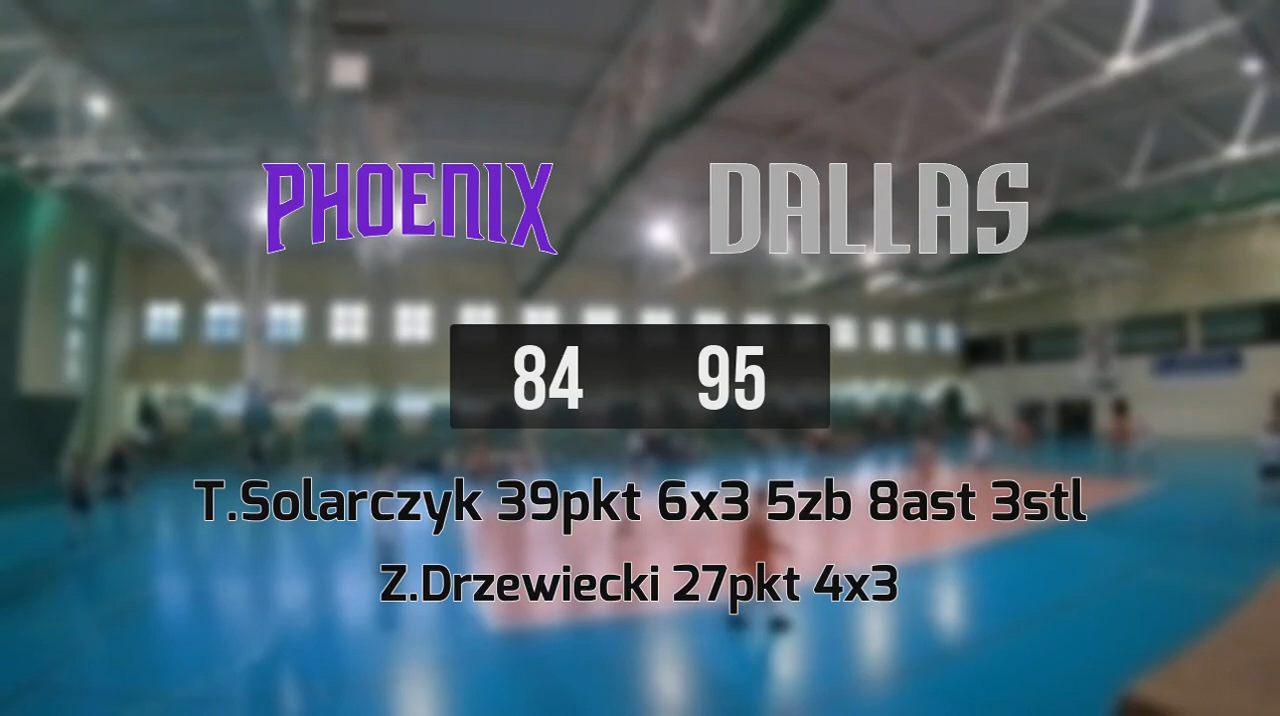 PHOENIX DALLAS
84 95
T.Solarczyk 39pkt 6x3 5zb 8ast 3stl
Z.Drzewiecki 27pkt 4x3